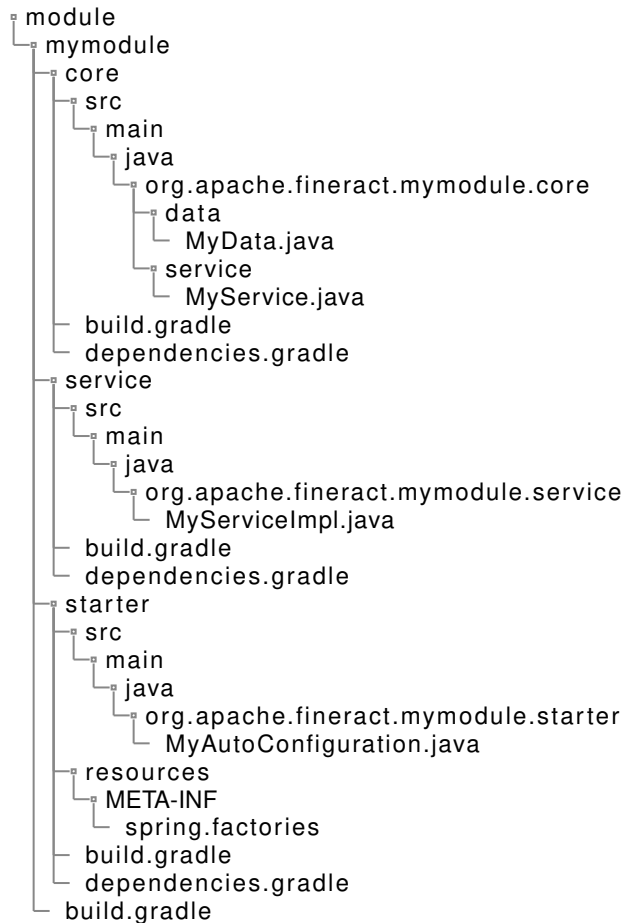 module
mymodule
core
src
main
java
org.apache.fineract.mymodule.core
data
MyData.java
service
MyService.java
build.gradle
dependencies.gradle
service
src
main
java
org.apache.fineract.mymodule.service
MyServiceImpl.java
build.gradle
dependencies.gradle
starter
src
main
java
org.apache.fineract.mymodule.starter
MyAutoConfiguration.java
resources
META-INF
spring.factories
build.gradle
dependencies.gradle
build.gradle